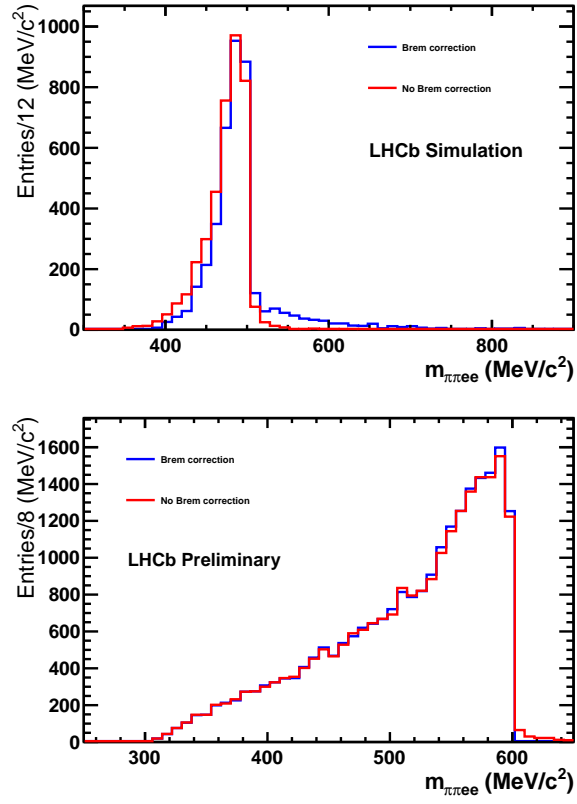 Entries/12 (MeV/c²)
1000
800
600
400
200
0
Brem correction
No Brem correction
LHCb Simulation
400 600 800
m_ππee (MeV/c²)
Entries/8 (MeV/c²)
1600
1400
1200
1000
800
600
400
200
0
Brem correction
No Brem correction
LHCb Preliminary
300 400 500 600
m_ππee (MeV/c²)